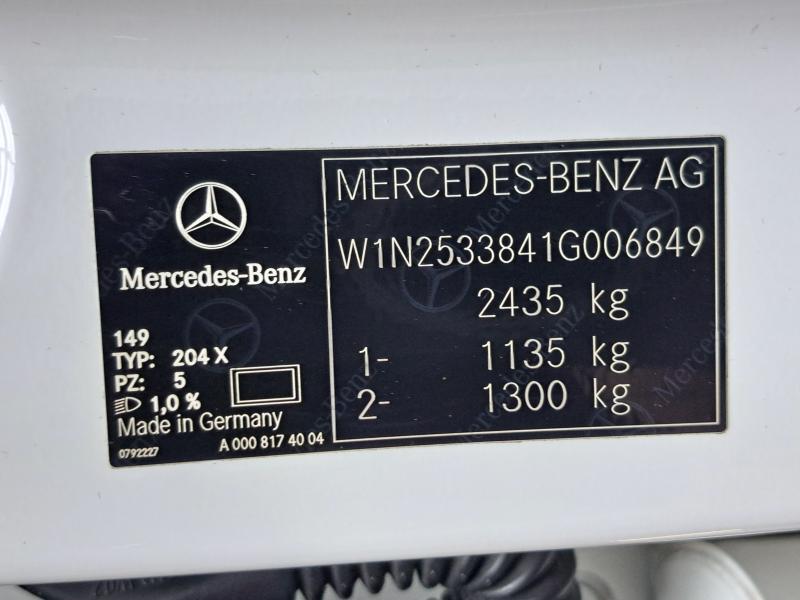 Mercedes-Benz
149
TYP: 204 X
PZ: 5
1,0 %
Made in Germany
0792227
A 000 817 40 04
MERCEDES-BENZ AG
W1N2533841G006849
2435 kg
1- 1135 kg
2- 1300 kg